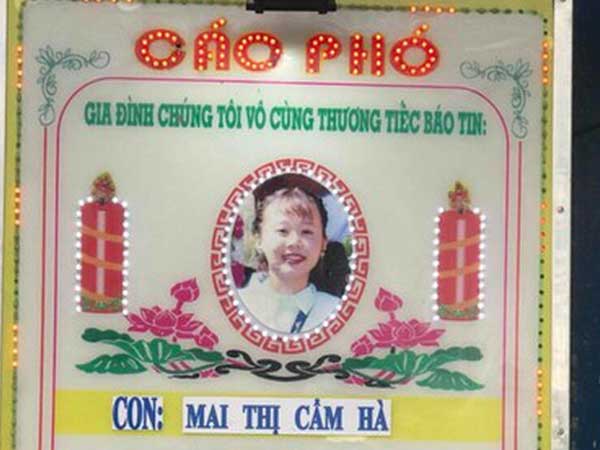 CÁO PHÓ
GIA ĐÌNH CHÚNG TÔI VÔ CÙNG THƯƠNG TIẾC BÁO TIN:
CON: MAI THỊ CẨM HÀ